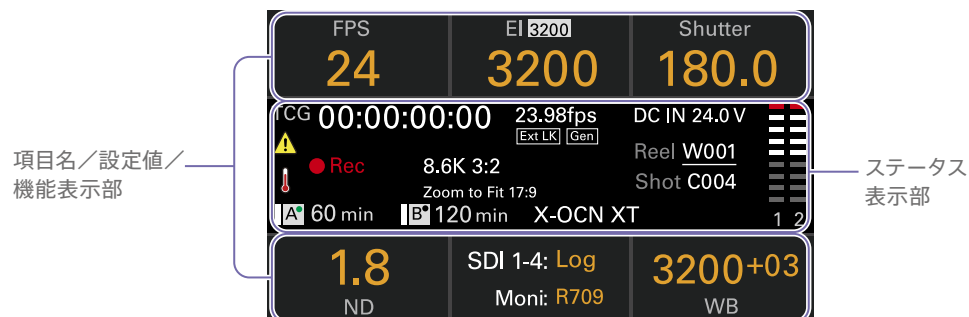 FPS EI 3200 Shutter
24 3200 180.0
TCG 00:00:00:00 23.98fps DC IN 24.0 V
Ext LK Gen
Rec 8.6K 3:2 Reel W001
Zoom to Fit 17:9 Shot C004
A 60 min B 120 min X-OCN XT 1 2
1.8 SDI 1-4: Log 3200+03
ND Moni: R709 WB
項目名／設定値／
機能表示部
ステータス
表示部